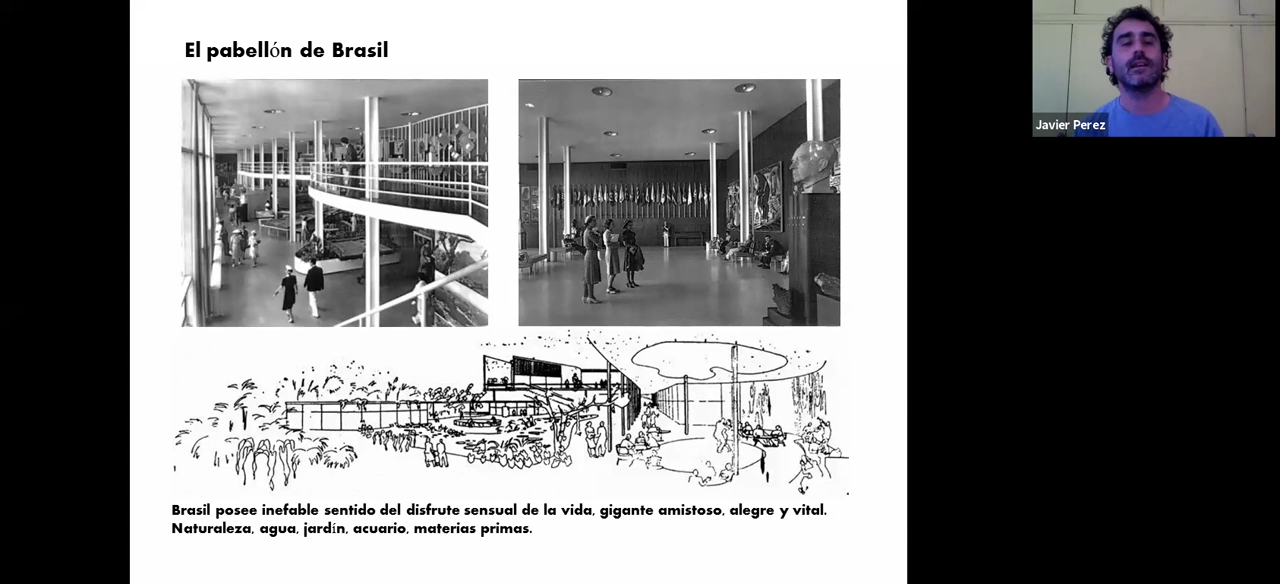 El pabellón de Brasil
Javier Perez
Brasil posee inefable sentido del disfrute sensual de la vida, gigante amistoso, alegre y vital.
Naturaleza, agua, jardín, acuario, materias primas.